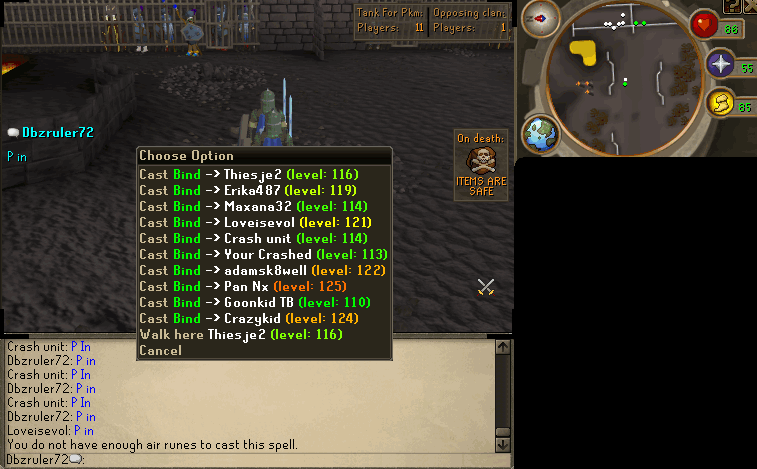 Tank For Pkm: Opposing clan:
Players: 11 Players: 1
86
55
85
Dbzruler72
P in
On death:
ITEMS ARE
SAFE
Choose Option
Cast Bind -> Thiesje2 (level: 116)
Cast Bind -> Erika487 (level: 119)
Cast Bind -> Maxana32 (level: 114)
Cast Bind -> Loveisevol (level: 121)
Cast Bind -> Crash unit (level: 114)
Cast Bind -> Your Crashed (level: 113)
Cast Bind -> adamsk8well (level: 122)
Cast Bind -> Pan Nx (level: 125)
Cast Bind -> Goonkid TB (level: 110)
Cast Bind -> Crazykid (level: 124)
Walk here Thiesje2 (level: 116)
Cancel
Crash unit: P In
Dbzruler72: P in
Crash unit: P In
Dbzruler72: P in
Crash unit: P In
Dbzruler72: P in
Loveisevol: P in
You do not have enough air runes to cast this spell.
Dbzruler72: